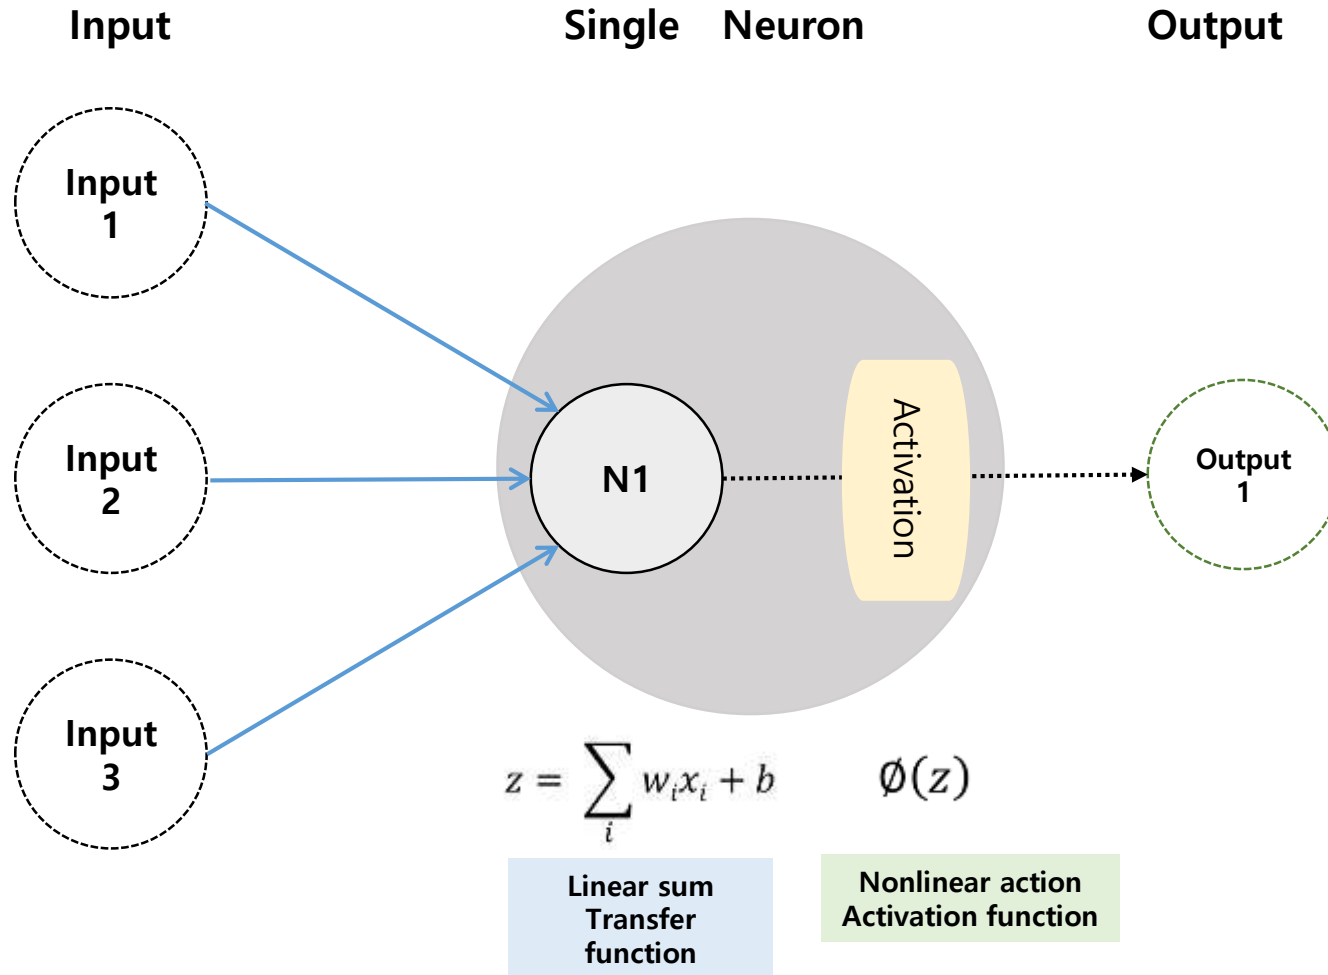 Input
Single Neuron
Output
Input
1
Input
2
Input
3
N1
Activation
Output
1
z = ∑ᵢ wᵢxᵢ + b
∅(z)
Linear sum
Transfer
function
Nonlinear action
Activation function